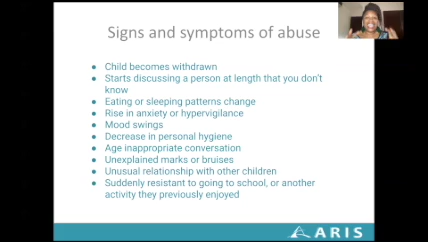 Signs and symptoms of abuse
• Child becomes withdrawn
• Starts discussing a person at length that you don't
know
• Eating or sleeping patterns change
• Rise in anxiety or hypervigilance
• Mood swings
• Decrease in personal hygiene
• Age inappropriate conversation
• Unexplained marks or bruises
• Unusual relationship with other children
• Suddenly resistant to going to school, or another
activity they previously enjoyed
ARIS